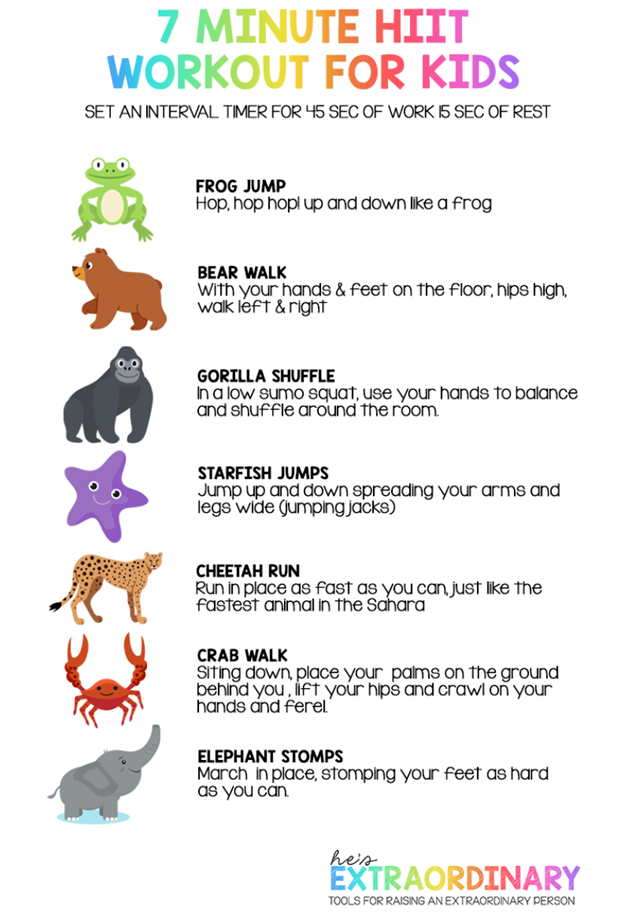 7 MINUTE HIIT
WORKOUT FOR KIDS
SET AN INTERVAL TIMER FOR 45 SEC OF WORK 15 SEC OF REST
FROG JUMP
Hop, hop hop! up and down like a frog
BEAR WALK
With your hands & feet on the floor, hips high,
walk left & right
GORILLA SHUFFLE
In a low sumo squat, use your hands to balance
and shuffle around the room.
STARFISH JUMPS
Jump up and down spreading your arms and
legs wide (jumping jacks)
CHEETAH RUN
Run in place as fast as you can, just like the
fastest animal in the Sahara
CRAB WALK
Siting down, place your palms on the ground
behind you , lift your hips and crawl on your
hands and ferel.
ELEPHANT STOMPS
March in place, stomping your feet as hard
as you can.
he's
EXTRAORDINARY
TOOLS FOR RAISING AN EXTRAORDINARY PERSON